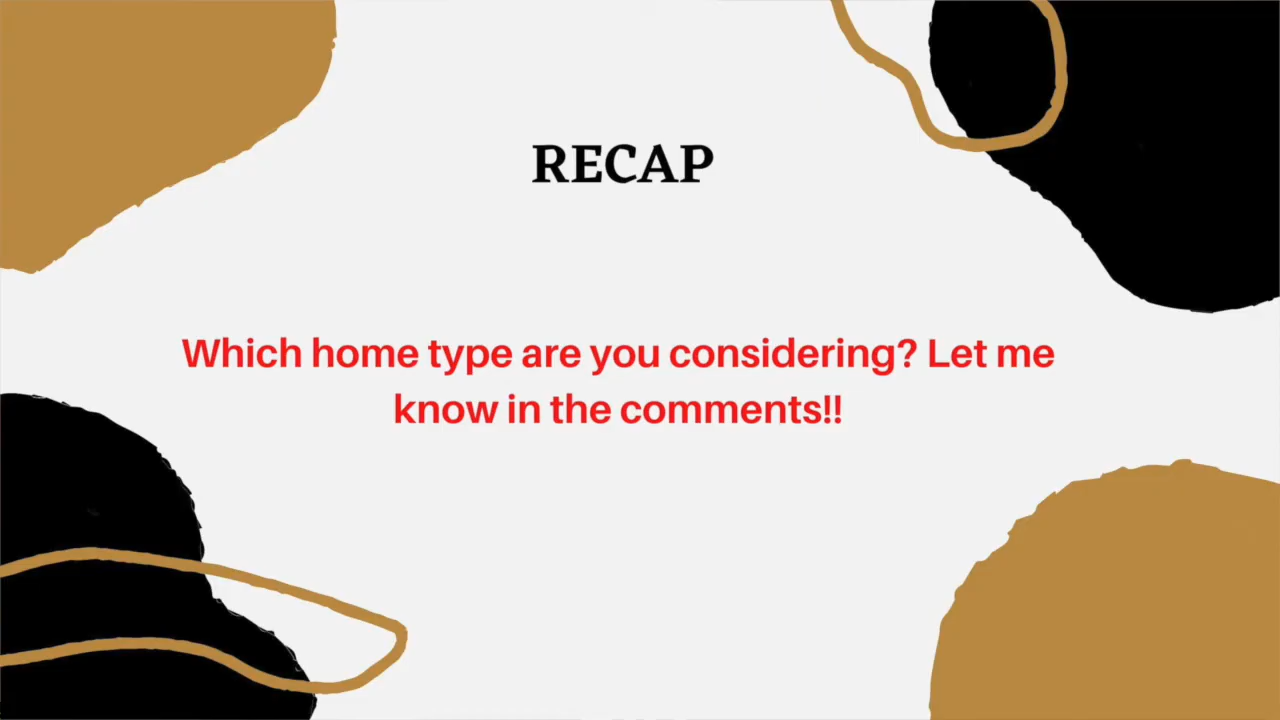 RECAP
Which home type are you considering? Let me
know in the comments!!